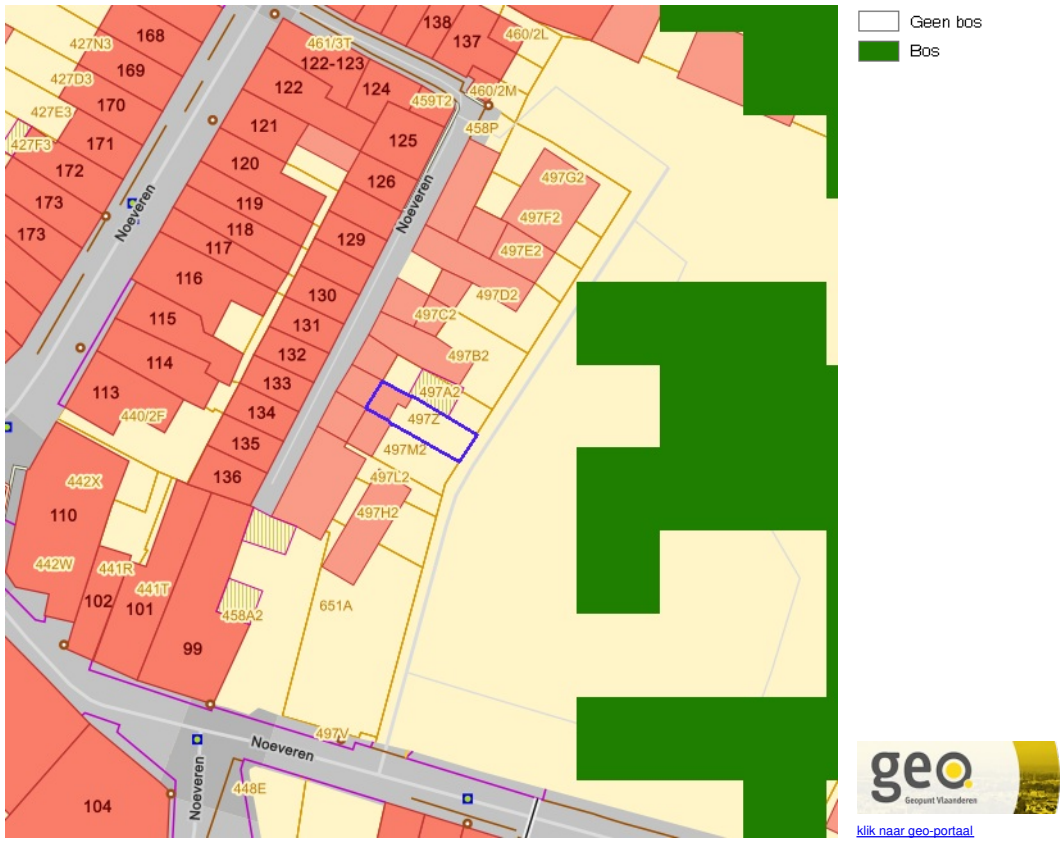 168
427N3
169
427D3
170
427E3
171
427F3
172
173
173
Noeveren
461/3T
122-123
122
124
138
137
460/2L
460/2M
459T2
458P
121
125
120
126
119
118
129
117
116
130
115
131
114
132
133
113
134
440/2F
135
136
Noeveren
497G2
497F2
497E2
497D2
497C2
497B2
497A2
497Z
497M2
497L2
497H2
442X
110
442W
441R
441T
102
101
99
458A2
651A
497V
Noeveren
Noeveren
448E
104
Geen bos
Bos
geo
Geopunt Vlaanderen
klik naar geo-portaal